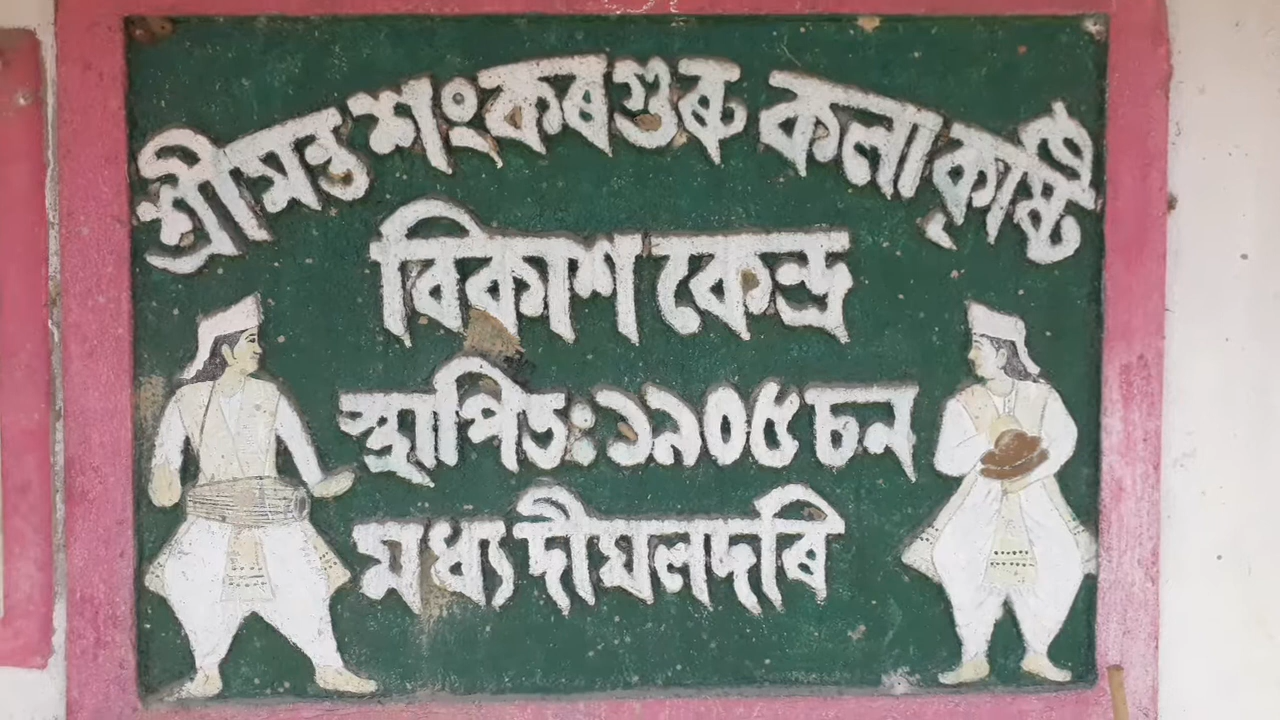 শ্ৰীমন্ত শংকৰগুৰু কলা কৃষ্টি
বিকাশ কেন্দ্ৰ
স্থাপিত: ১৯০৫ চন
মধ্য দীঘলদৰি